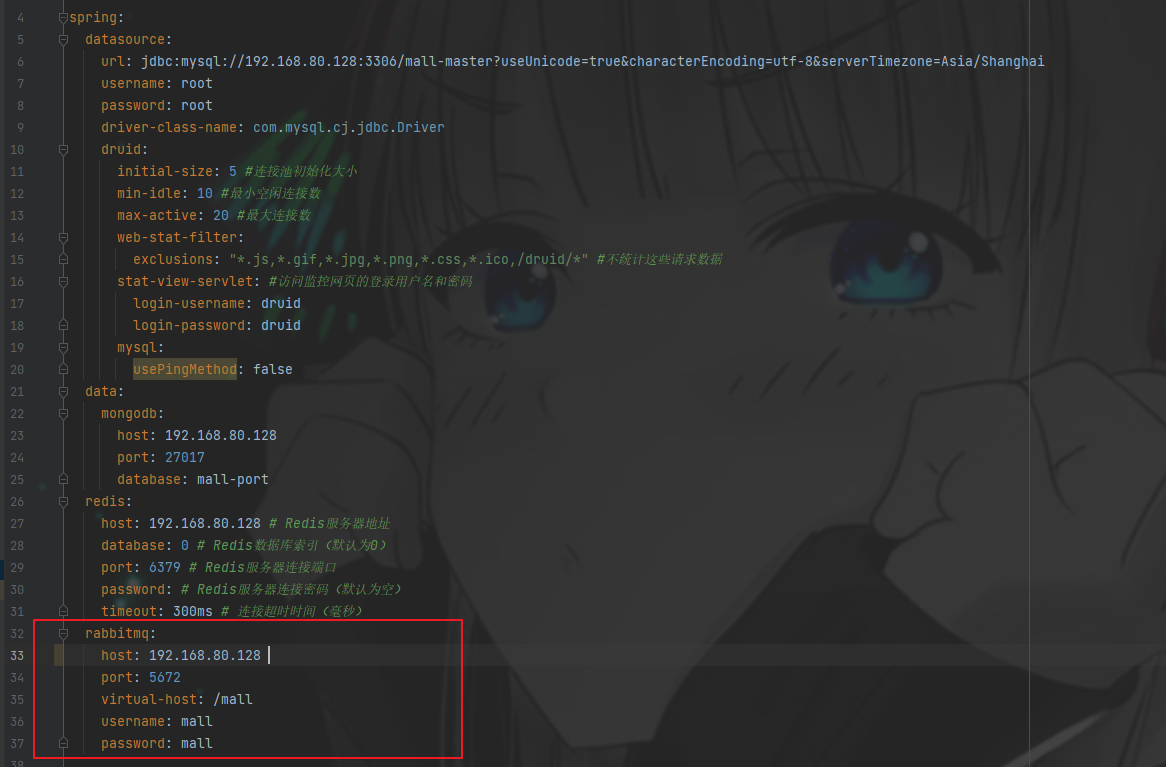 4 spring:
5 datasource:
6 url: jdbc:mysql://192.168.80.128:3306/mall-master?useUnicode=true&characterEncoding=utf-8&serverTimezone=Asia/Shanghai
7 username: root
8 password: root
9 driver-class-name: com.mysql.cj.jdbc.Driver
10 druid:
11 initial-size: 5 #连接池初始化大小
12 min-idle: 10 #最小空闲连接数
13 max-active: 20 #最大连接数
14 web-stat-filter:
15 exclusions: "*.js,*.gif,*.jpg,*.png,*.css,*.ico,/druid/*" #不统计这些请求数据
16 stat-view-servlet: #访问监控网页的登录用户名和密码
17 login-username: druid
18 login-password: druid
19 mysql:
20 usePingMethod: false
21 data:
22 mongodb:
23 host: 192.168.80.128
24 port: 27017
25 database: mall-port
26 redis:
27 host: 192.168.80.128 # Redis服务器地址
28 database: 0 # Redis数据库索引（默认为0）
29 port: 6379 # Redis服务器连接端口
30 password: # Redis服务器连接密码（默认为空）
31 timeout: 300ms # 连接超时时间（毫秒）
32 rabbitmq:
33 host: 192.168.80.128
34 port: 5672
35 virtual-host: /mall
36 username: mall
37 password: mall
38